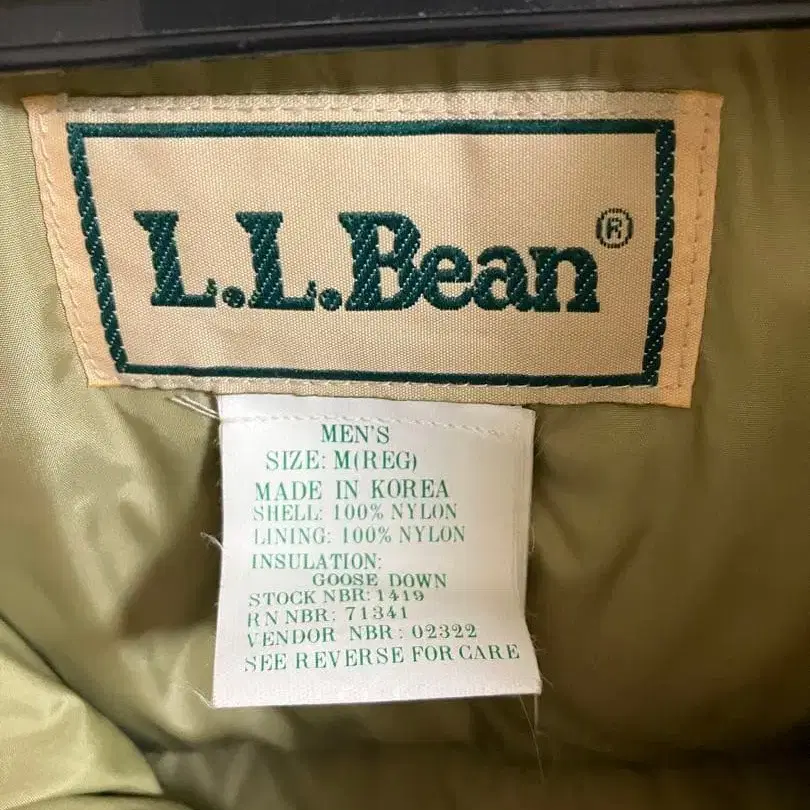 L.L.Bean®
MEN'S
SIZE: M(REG)
MADE IN KOREA
SHELL: 100% NYLON
LINING: 100% NYLON
INSULATION:
GOOSE DOWN
STOCK NBR: 1419
RN NBR: 71341
VENDOR NBR: 02322
SEE REVERSE FOR CARE